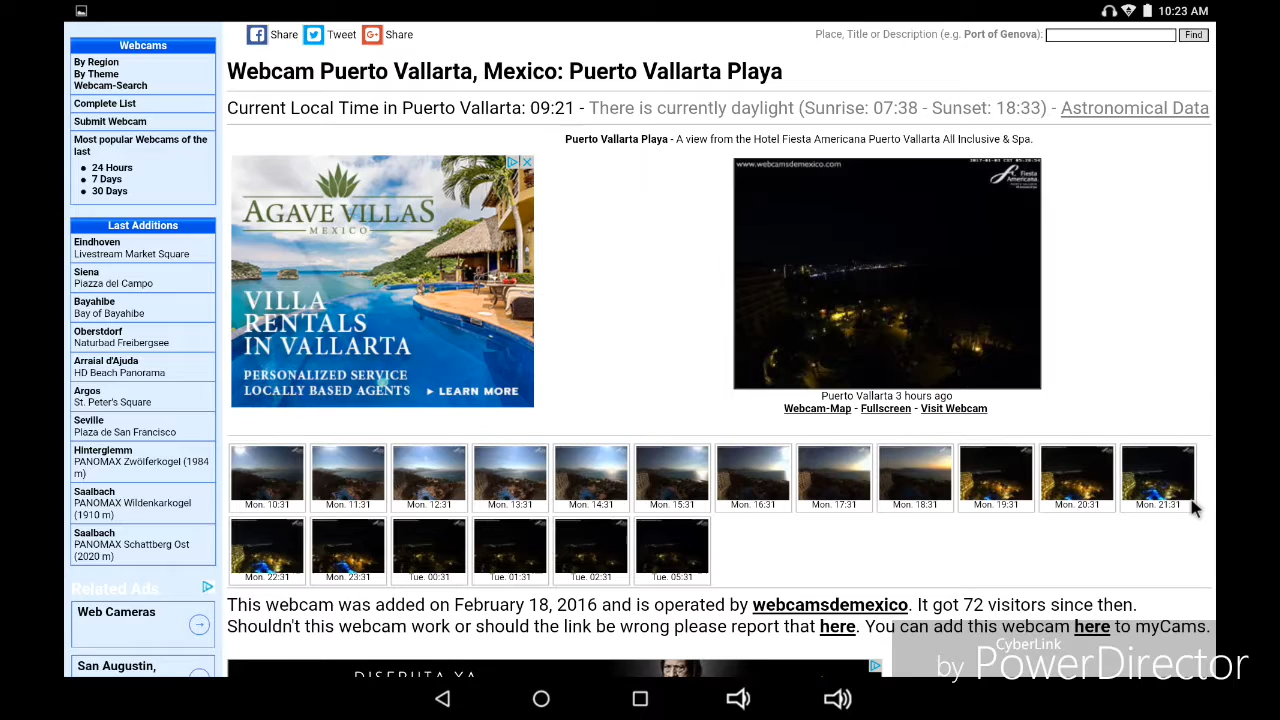 10:23 AM
Share
Tweet
Share
Place, Title or Description (e.g. Port of Genova):
Find
Webcams
By Region
By Theme
Webcam-Search
Complete List
Submit Webcam
Most popular Webcams of the
last
24 Hours
7 Days
30 Days
Last Additions
Eindhoven
Livestream Market Square
Siena
Piazza del Campo
Bayahibe
Bay of Bayahibe
Oberstdorf
Naturbad Freibergsee
Arraial d'Ajuda
HD Beach Panorama
Argos
St. Peter's Square
Seville
Plaza de San Francisco
Hinterglemm
PANOMAX Zwölferkogel (1984
m)
Saalbach
PANOMAX Wildenkarkogel
(1910 m)
Saalbach
PANOMAX Schattberg Ost
(2020 m)
Related Ads
Web Cameras
San Augustin,
Webcam Puerto Vallarta, Mexico: Puerto Vallarta Playa
Current Local Time in Puerto Vallarta: 09:21 - There is currently daylight (Sunrise: 07:38 - Sunset: 18:33) - Astronomical Data
Puerto Vallarta Playa - A view from the Hotel Fiesta Americana Puerto Vallarta All Inclusive & Spa.
AGAVE VILLAS
MEXICO
VILLA
RENTALS
IN VALLARTA
PERSONALIZED SERVICE
LOCALLY BASED AGENTS
LEARN MORE
www.webcamsdemexico.com
Fiesta
Americana
Puerto Vallarta 3 hours ago
Webcam-Map - Fullscreen - Visit Webcam
Mon. 10:31 Mon. 11:31 Mon. 12:31 Mon. 13:31 Mon. 14:31 Mon. 15:31 Mon. 16:31 Mon. 17:31 Mon. 18:31 Mon. 19:31 Mon. 20:31 Mon. 21:31
Mon. 22:31 Mon. 23:31 Tue. 00:31 Tue. 01:31 Tue. 02:31 Tue. 05:31
This webcam was added on February 18, 2016 and is operated by webcamsdemexico. It got 72 visitors since then.
Shouldn't this webcam work or should the link be wrong please report that here. You can add this webcam here to myCams.
DISFRUTA YA
CyberLink
by PowerDirector